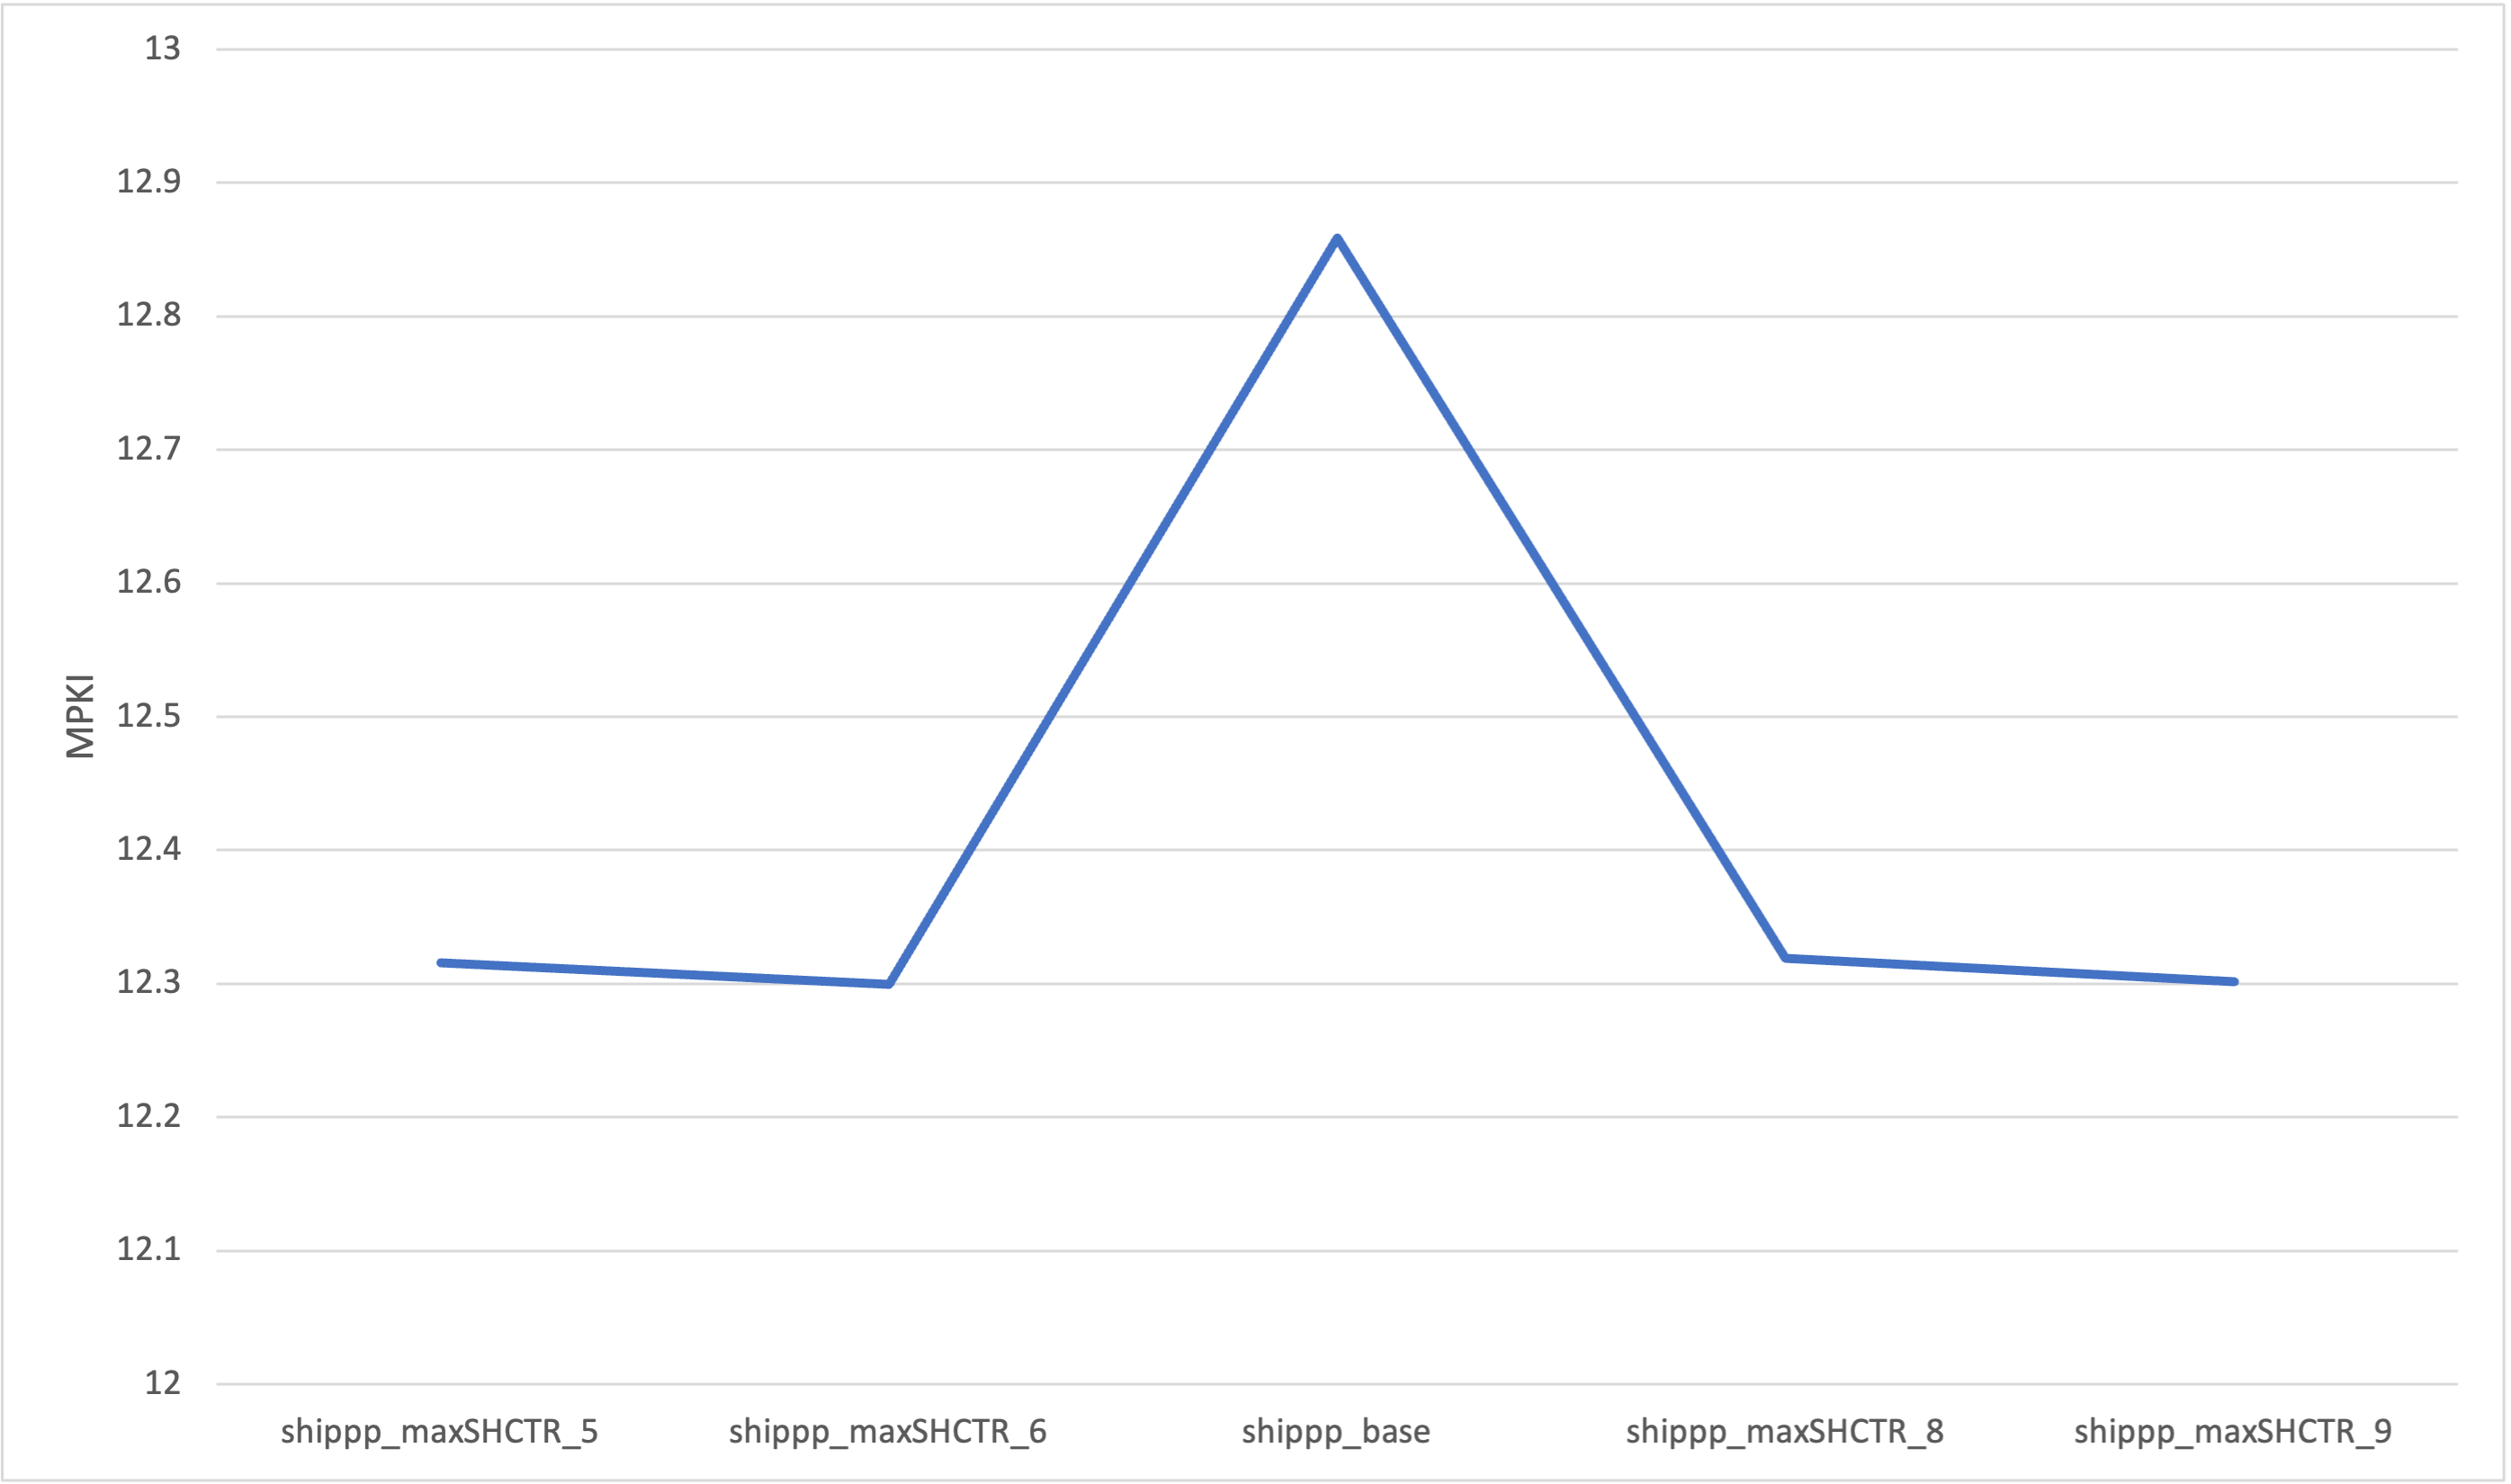 13
12.9
12.8
12.7
12.6
12.5
12.4
12.3
12.2
12.1
12
MPKI
shippp_maxSHCTR_5
shippp_maxSHCTR_6
shippp_base
shippp_maxSHCTR_8
shippp_maxSHCTR_9